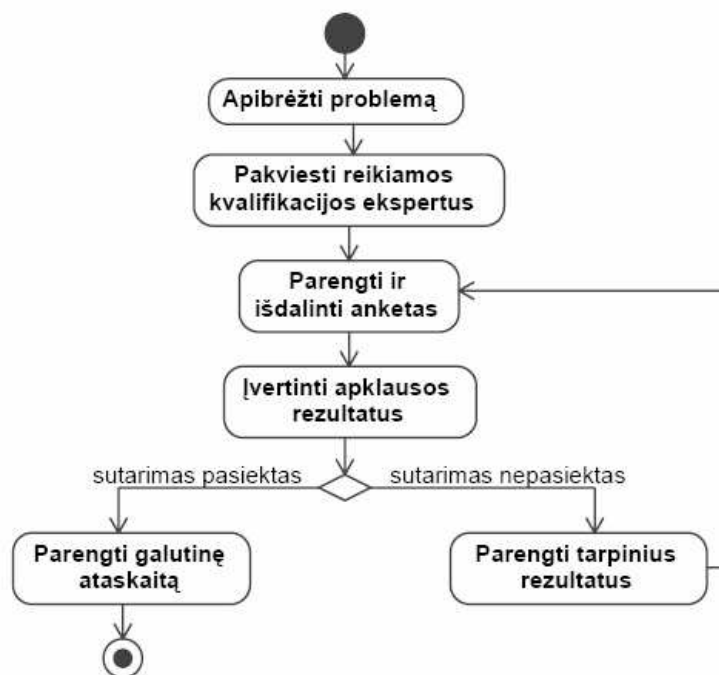 Apibrėžti problemą
Pakviesti reikiamos
kvalifikacijos ekspertus
Parengti ir
išdalinti anketas
Įvertinti apklausos
rezultatus
sutarimas pasiektas
sutarimas nepasiektas
Parengti galutinę
ataskaitą
Parengti tarpinius
rezultatus